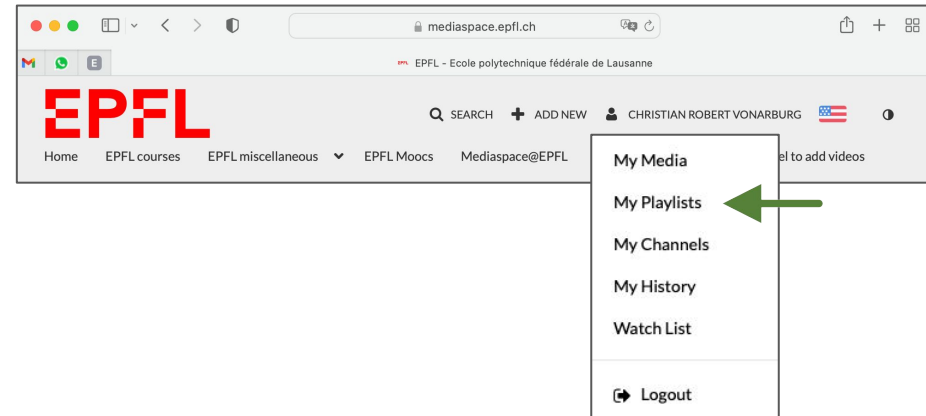 mediaspace.epfl.ch
E
EPFL EPFL - Ecole polytechnique fédérale de Lausanne
EPFL
SEARCH ADD NEW CHRISTIAN ROBERT VONARBURG
Home EPFL courses EPFL miscellaneous EPFL Moocs Mediaspace@EPFL el to add videos
My Media
My Playlists
My Channels
My History
Watch List
Logout